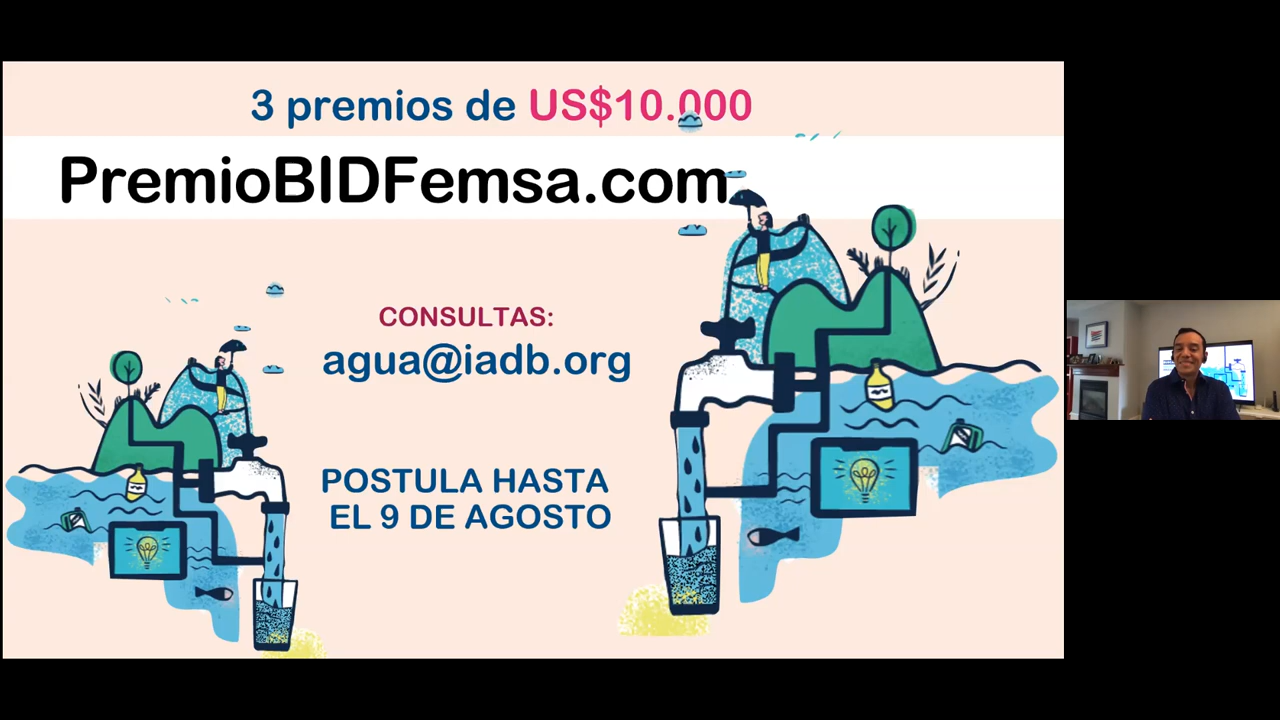 3 premios de US$10.000
PremioBIDFemsa.com
CONSULTAS:
agua@iadb.org
POSTULA HASTA
EL 9 DE AGOSTO